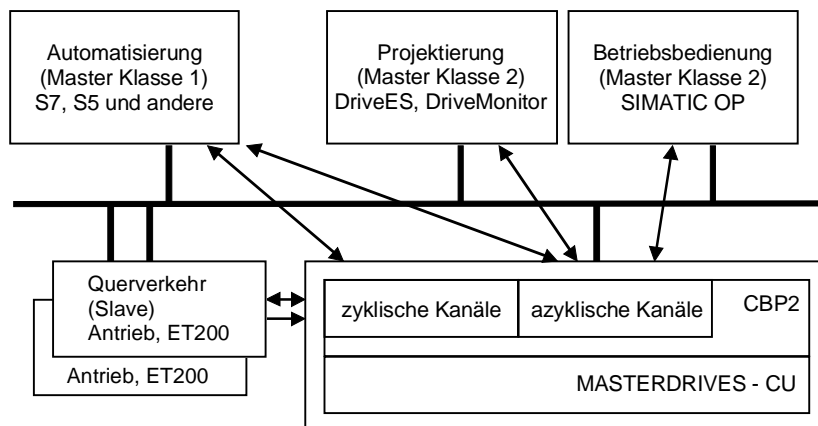 Automatisierung
(Master Klasse 1)
S7, S5 und andere
Projektierung
(Master Klasse 2)
DriveES, DriveMonitor
Betriebsbedienung
(Master Klasse 2)
SIMATIC OP
Querverkehr
(Slave)
Antrieb, ET200
Antrieb, ET200
zyklische Kanäle
azyklische Kanäle
CBP2
MASTERDRIVES - CU